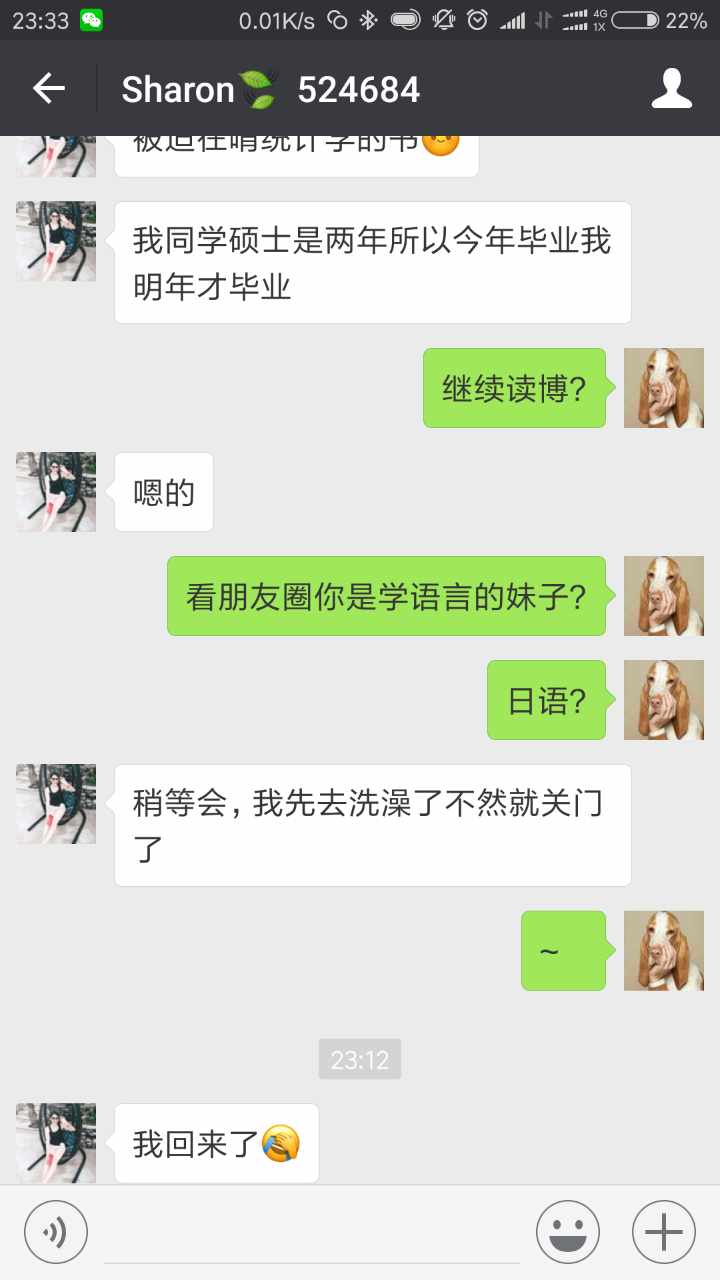 23:33
0.01K/s
4G
1X
22%
Sharon🍃 524684
被迫在啃统计学的书
我同学硕士是两年所以今年毕业我
明年才毕业
继续读博?
嗯的
看朋友圈你是学语言的妹子?
日语?
稍等会,我先去洗澡了不然就关门
了
~
23:12
我回来了🤦